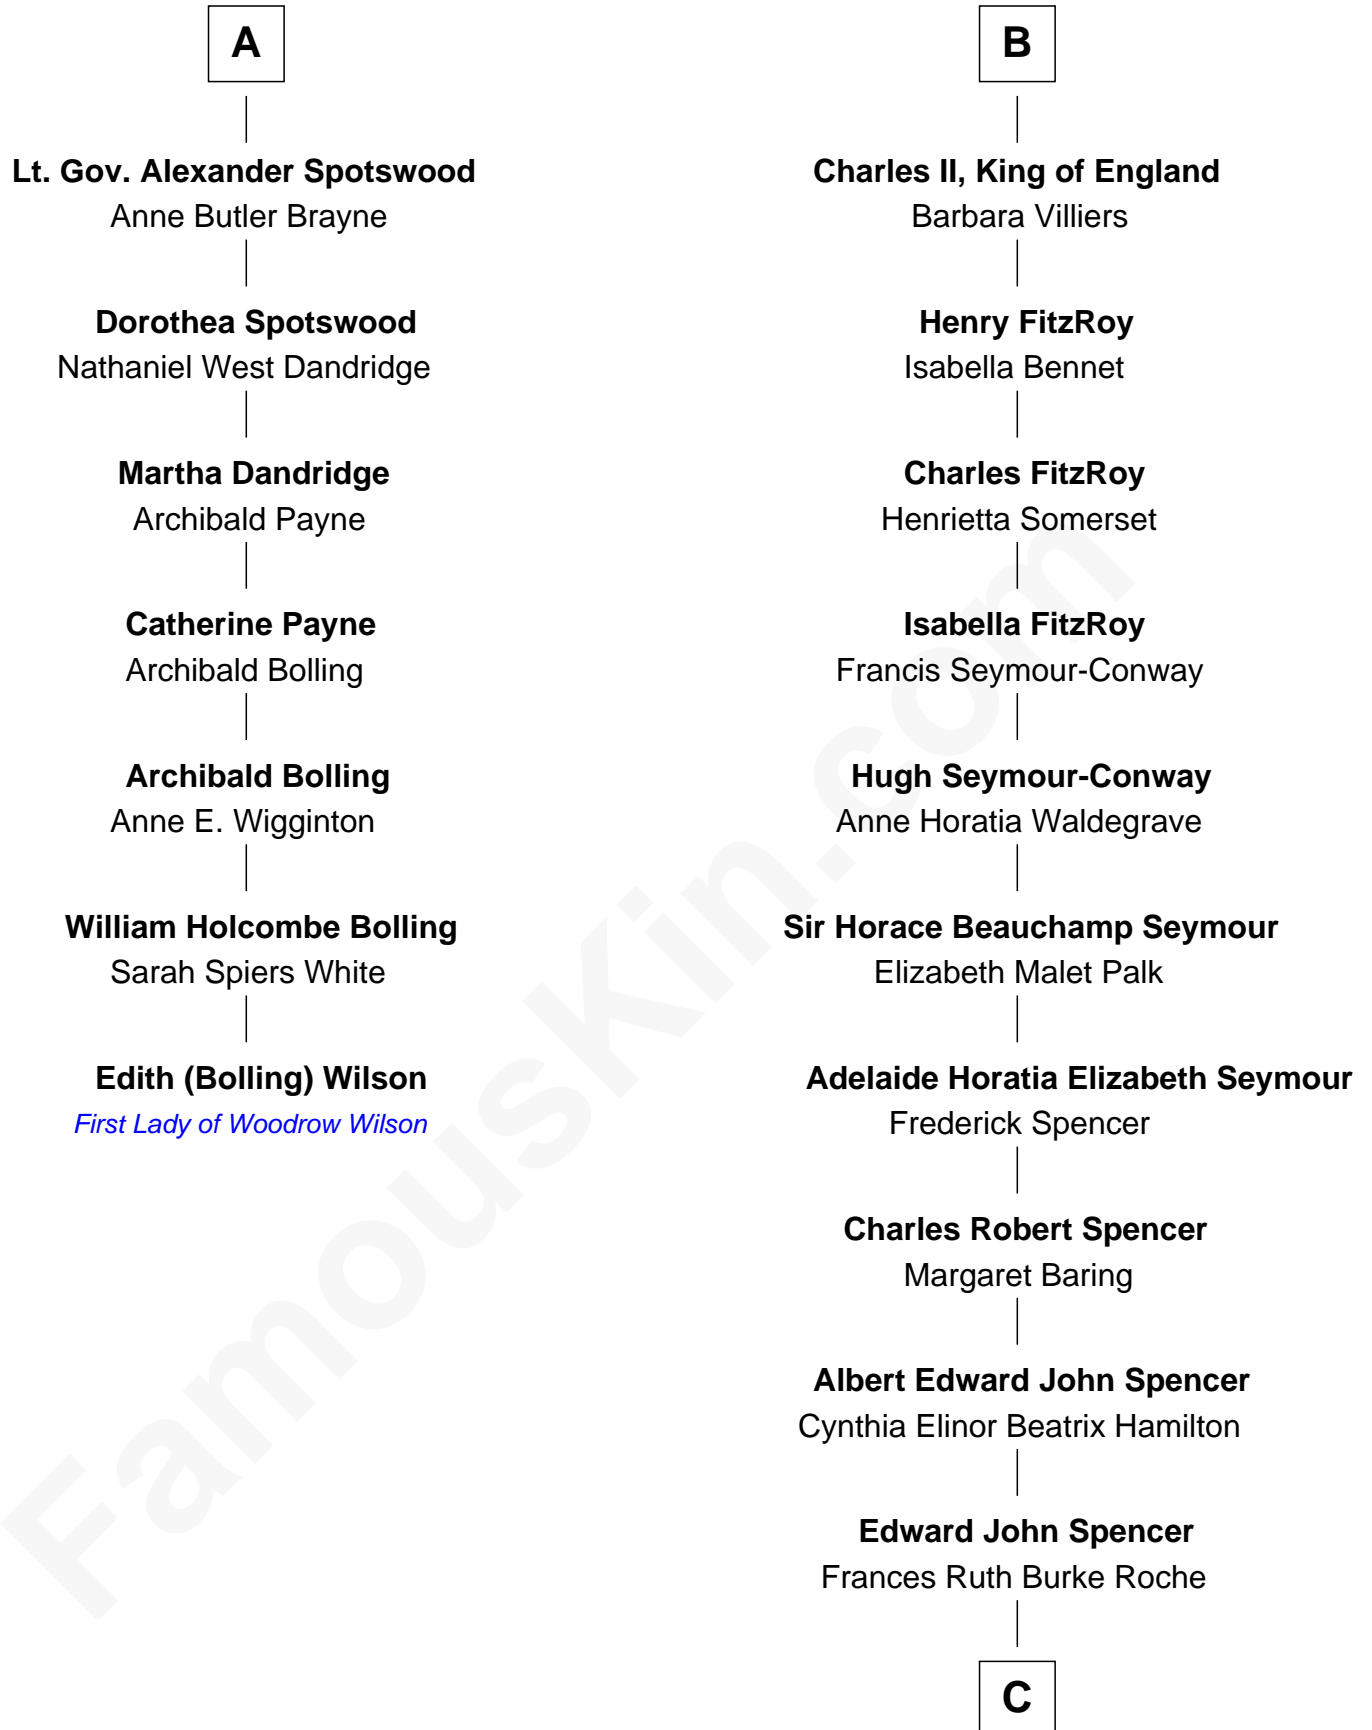 A
Lt. Gov. Alexander Spotswood
Anne Butler Brayne
Dorothea Spotswood
Nathaniel West Dandridge
Martha Dandridge
Archibald Payne
Catherine Payne
Archibald Bolling
Archibald Bolling
Anne E. Wigginton
William Holcombe Bolling
Sarah Spiers White
Edith (Bolling) Wilson
First Lady of Woodrow Wilson
B
Charles II, King of England
Barbara Villiers
Henry FitzRoy
Isabella Bennet
Charles FitzRoy
Henrietta Somerset
Isabella FitzRoy
Francis Seymour-Conway
Hugh Seymour-Conway
Anne Horatia Waldegrave
Sir Horace Beauchamp Seymour
Elizabeth Malet Palk
Adelaide Horatia Elizabeth Seymour
Frederick Spencer
Charles Robert Spencer
Margaret Baring
Albert Edward John Spencer
Cynthia Elinor Beatrix Hamilton
Edward John Spencer
Frances Ruth Burke Roche
C
FamousKin.com